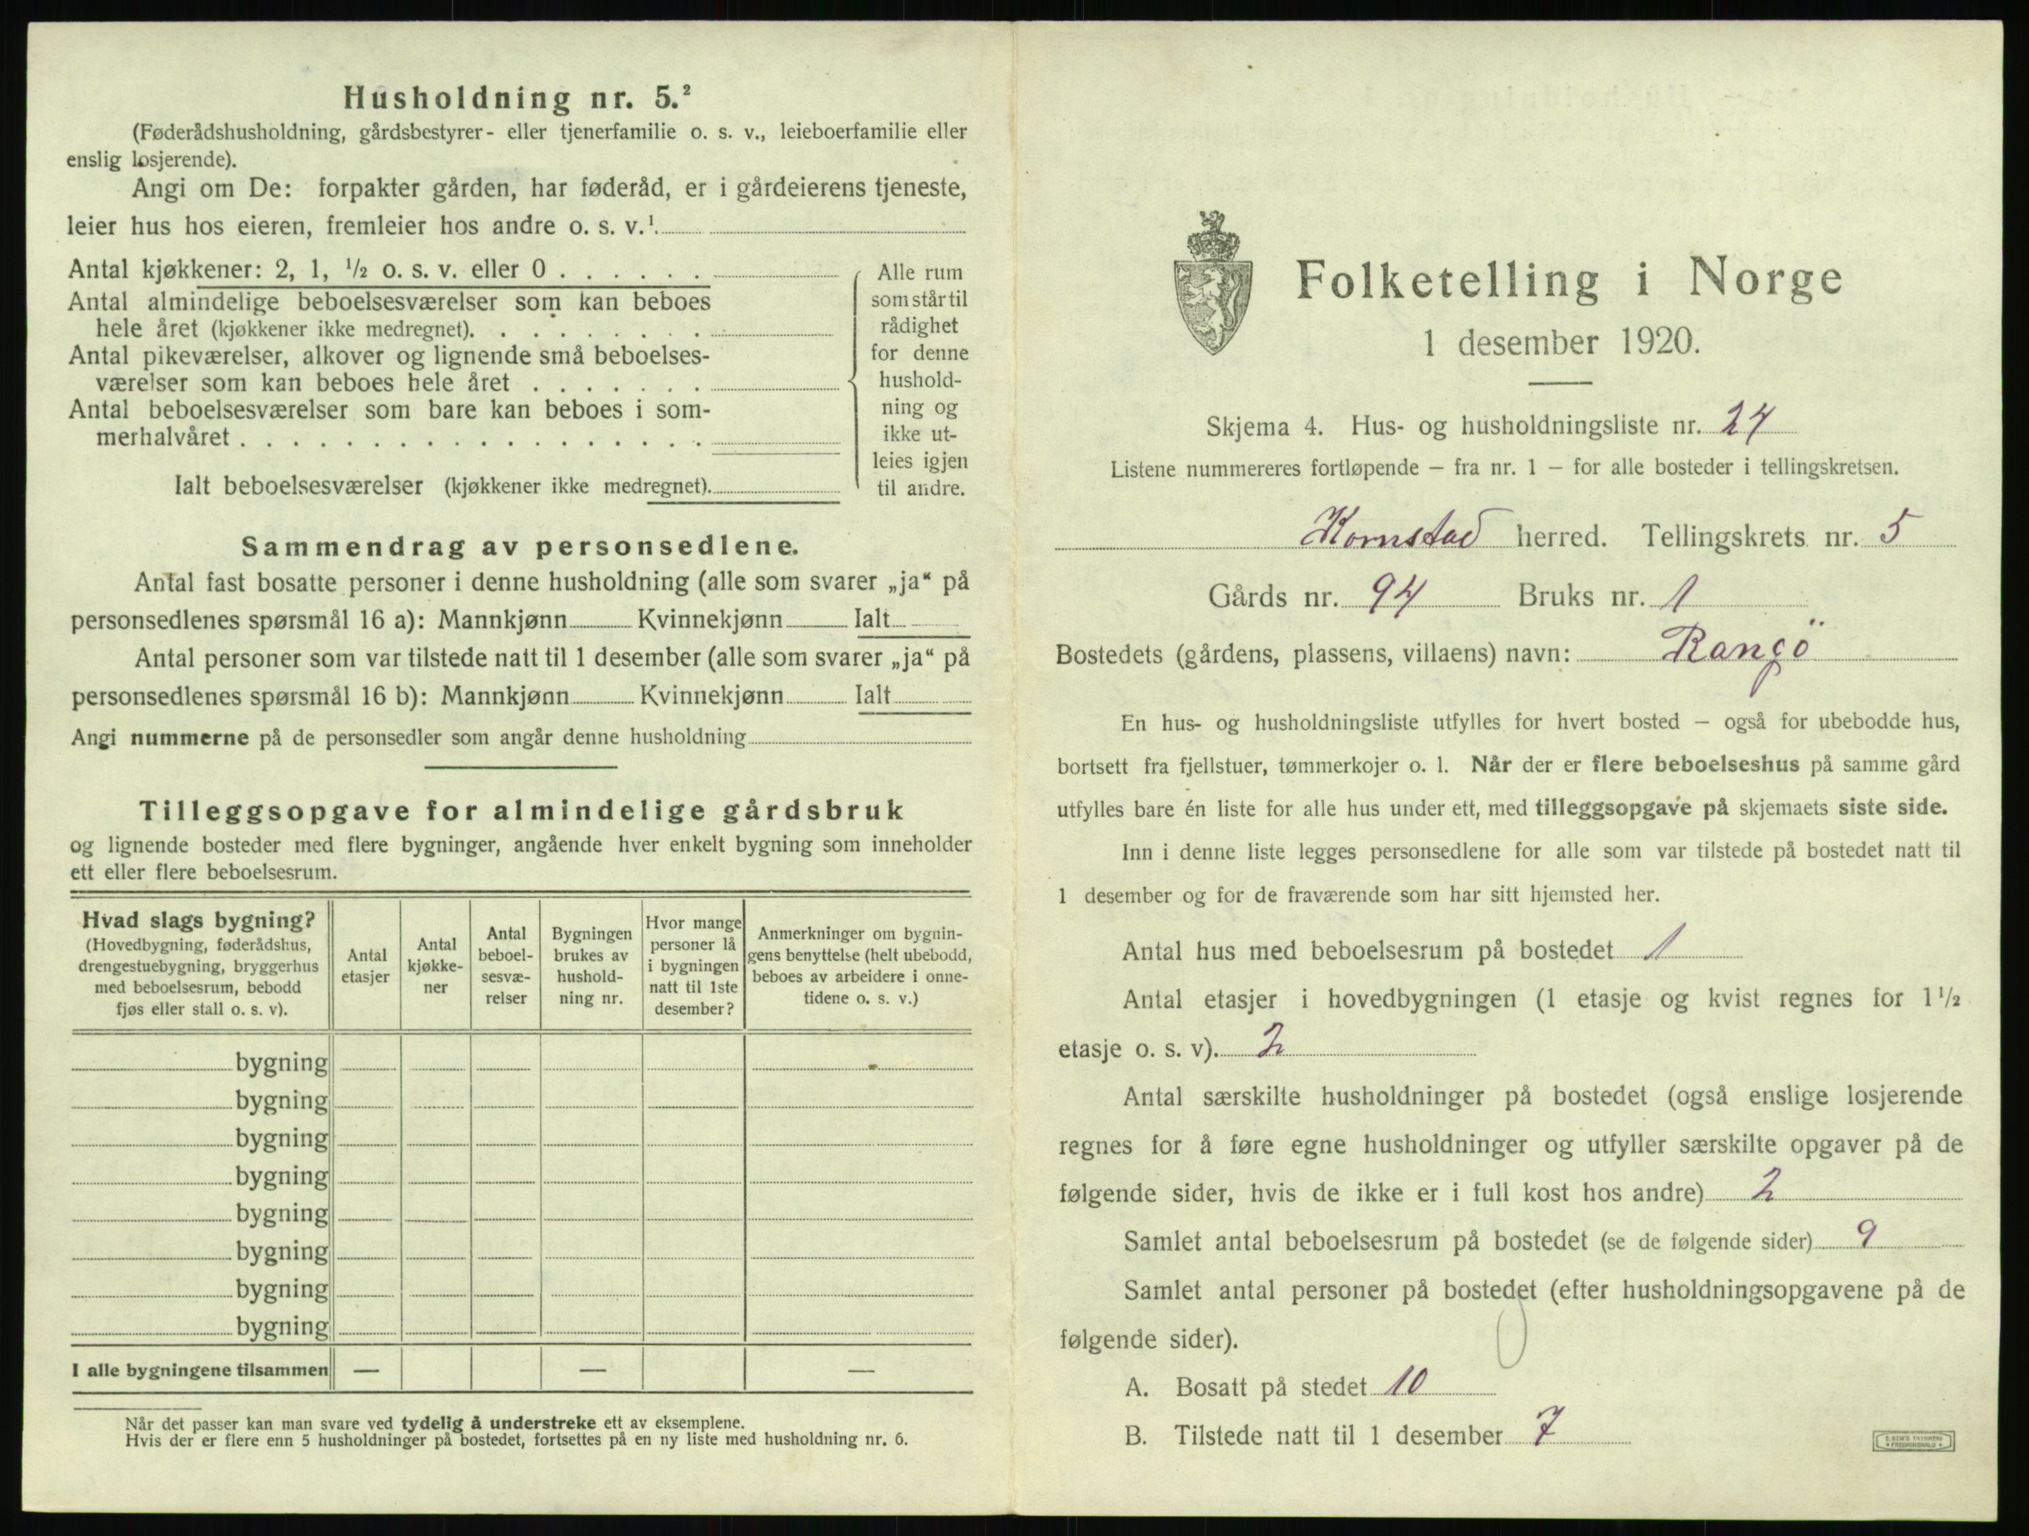 Husholdning nr. 5.²
(Føderådshusholdning, gårdsbestyrer- eller tjenerfamilie o. s. v., leieboerfamilie eller
enslig losjerende).
Angi om De: forpakter gården, har føderåd, er i gårdeierens tjeneste,
leier hus hos eieren, fremleier hos andre o. s. v.¹
Antal kjøkkener: 2, 1, ½ o. s. v. eller 0 . . . . . .
Antal almindelige beboelsesværelser som kan beboes
hele året (kjøkkener ikke medregnet). . . . . . . . .
Antal pikeværelser, alkover og lignende små beboelses-
værelser som kan beboes hele året . . . . . . .
Antal beboelsesværelser som bare kan beboes i som-
merhalvåret . . . . . . . . . . . . . . . . . .
Ialt beboelsesværelser (kjøkkener ikke medregnet).
Alle rum
som står til
rådighet
for denne
hushold-
ning og
ikke ut-
leies igjen
til andre.
Sammendrag av personsedlene.
Antal fast bosatte personer i denne husholdning (alle som svarer „ja“ på
personsedlenes spørsmål 16 a): Mannkjønn Kvinnekjønn Ialt
Antal personer som var tilstede natt til 1 desember (alle som svarer „ja“ på
personsedlenes spørsmål 16 b): Mannkjønn Kvinnekjønn Ialt
Angi nummerne på de personsedler som angår denne husholdning
Tilleggsopgave for almindelige gårdsbruk
og lignende bosteder med flere bygninger, angående hver enkelt bygning som inneholder
ett eller flere beboelsesrum.
Hvad slags bygning?
(Hovedbygning, føderådshus,
drengestuebygning, bryggerhus
med beboelsesrum, bebodd
fjøs eller stall o. s. v).
Antal
etasjer
Antal
kjøkke-
ner
Antal
beboel-
sesvæ-
relser
Bygningen
brukes av
hushold-
ning nr.
Hvor mange
personer lå
i bygningen
natt til 1ste
desember?
Anmerkninger om bygnin-
gens benyttelse (helt ubebodd,
beboes av arbeidere i onne-
tidene o. s. v.)
bygning
bygning
bygning
bygning
bygning
bygning
bygning
bygning
I alle bygningene tilsammen — — —
Når det passer kan man svare ved tydelig å understreke ett av eksemplene.
Hvis der er flere enn 5 husholdninger på bostedet, fortsettes på en ny liste med husholdning nr. 6.
Folketelling i Norge
1 desember 1920.
Skjema 4. Hus- og husholdningsliste nr. 24
Listene nummereres fortløpende – fra nr. 1 – for alle bosteder i tellingskretsen.
Kornstad herred. Tellingskrets nr. 5
Gårds nr. 94 Bruks nr. 1
Bostedets (gårdens, plassens, villaens) navn: Rangö
En hus- og husholdningsliste utfylles for hvert bosted – også for ubebodde hus,
bortsett fra fjellstuer, tømmerkojer o. l. Når der er flere beboelseshus på samme gård
utfylles bare én liste for alle hus under ett, med tilleggsopgave på skjemaets siste side.
Inn i denne liste legges personsedlene for alle som var tilstede på bostedet natt til
1 desember og for de fraværende som har sitt hjemsted her.
Antal hus med beboelsesrum på bostedet 1
Antal etasjer i hovedbygningen (1 etasje og kvist regnes for 1½
etasje o. s. v). 2
Antal særskilte husholdninger på bostedet (også enslige losjerende
regnes for å føre egne husholdninger og utfyller særskilte opgaver på de
følgende sider, hvis de ikke er i full kost hos andre) 2
Samlet antal beboelsesrum på bostedet (se de følgende sider) 9
Samlet antal personer på bostedet (efter husholdningsopgavene på de
følgende sider).
A. Bosatt på stedet 10
B. Tilstede natt til 1 desember 7